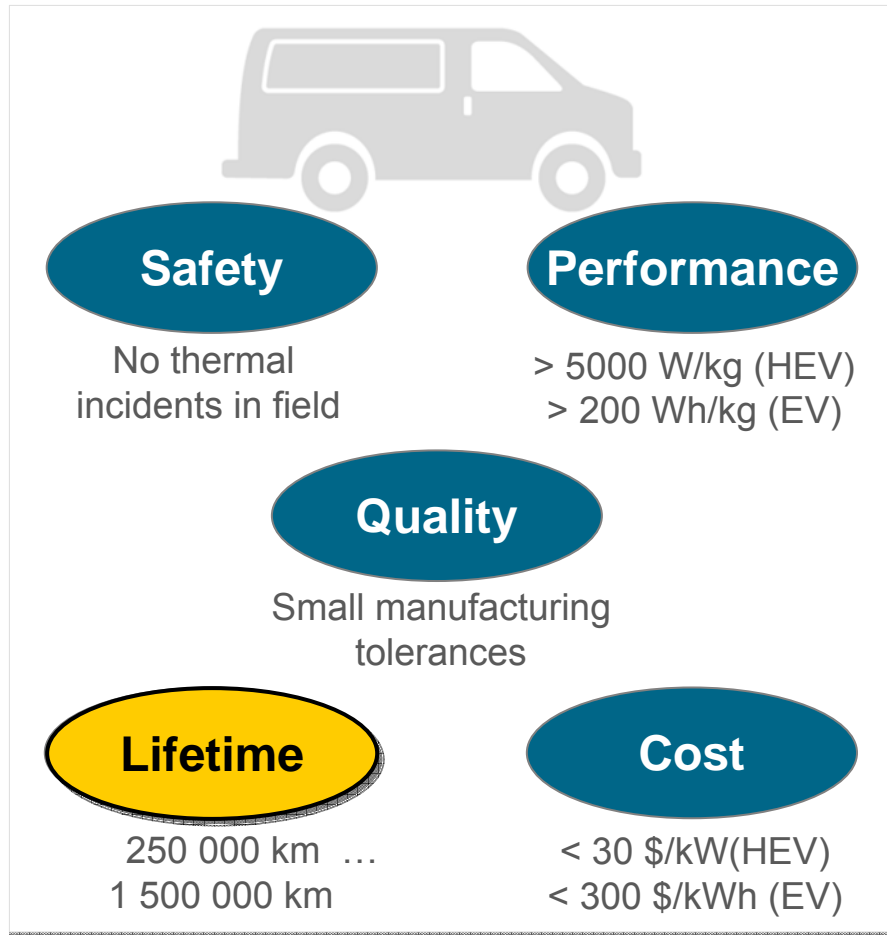 Safety
No thermal
incidents in field
Performance
> 5000 W/kg (HEV)
> 200 Wh/kg (EV)
Quality
Small manufacturing
tolerances
Lifetime
250 000 km …
1 500 000 km
Cost
< 30 $/kW(HEV)
< 300 $/kWh (EV)